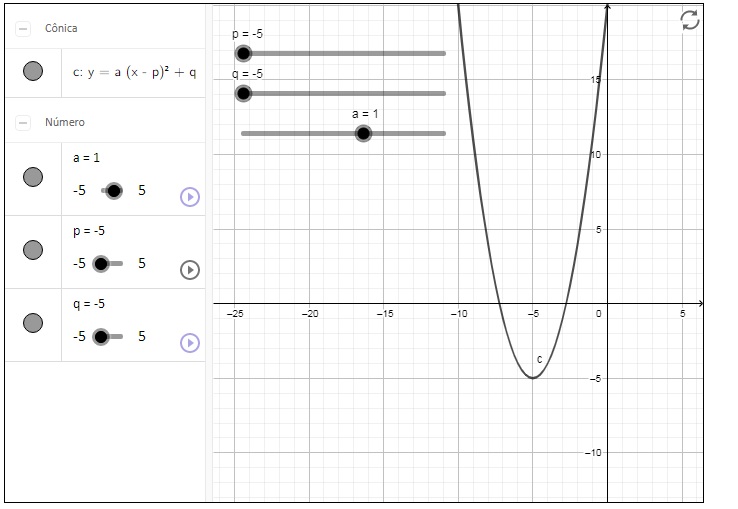 Cônica
c: y = a (x - p)² + q
Número
a = 1
-5 5
p = -5
-5 5
q = -5
-5 5
p = -5
q = -5
a = 1
15
10
5
-25 -20 -15 -10 -5 0 5
c
-5
-10